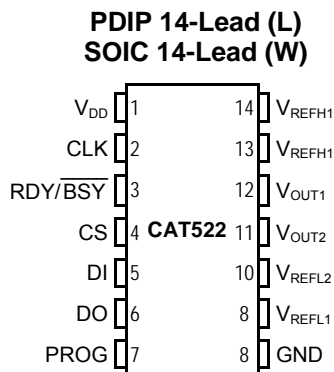 PDIP 14-Lead (L)
SOIC 14-Lead (W)
VDD 1 14 VREFH1
CLK 2 13 VREFH1
RDY/BSY 3 12 VOUT1
CS 4 CAT522 11 VOUT2
DI 5 10 VREFL2
DO 6 8 VREFL1
PROG 7 8 GND